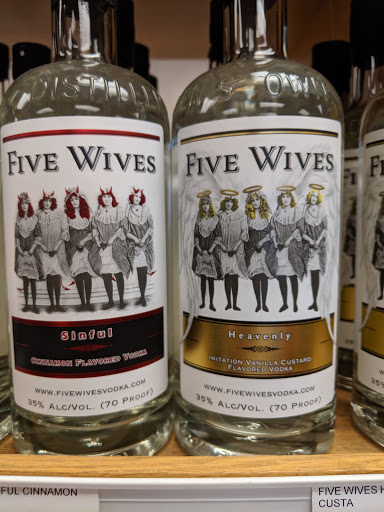 DISTIL
'S OWN
FIVE WIVES
Sinful
CINNAMON FLAVORED VODKA
WWW.FIVEWIVESVODKA.COM
35% ALC/VOL. (70 PROOF)
FIVE WIVES
Heavenly
IMITATION VANILLA CUSTARD
FLAVORED VODKA
WWW.FIVEWIVESVODKA.COM
35% ALC/VOL. (70 PROOF)
FUL CINNAMON
FIVE WIVES H
CUSTA